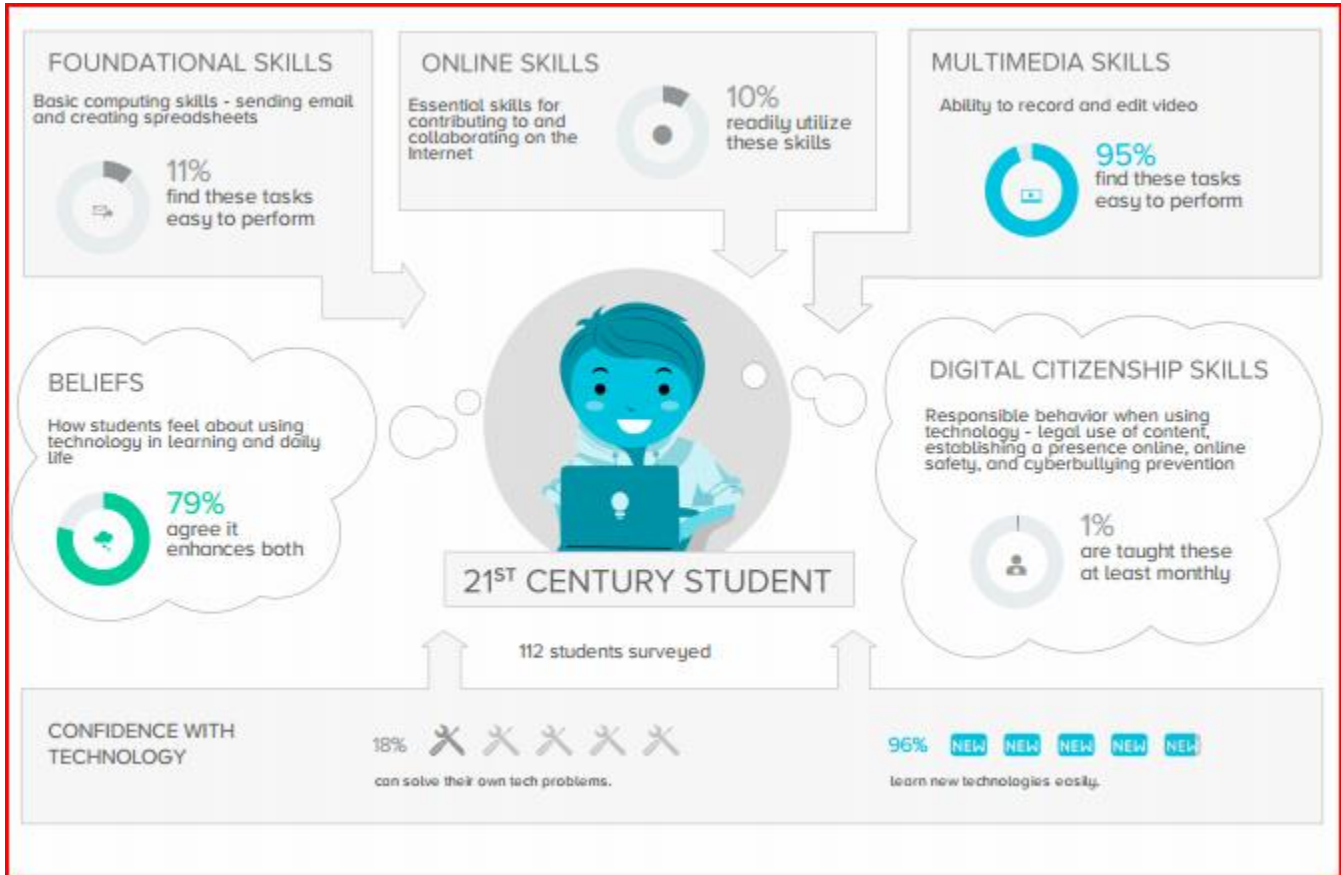 FOUNDATIONAL SKILLS
Basic computing skills - sending email
and creating spreadsheets
11%
find these tasks
easy to perform
ONLINE SKILLS
Essential skills for
contributing to and
collaborating on the
Internet
10%
readily utilize
these skills
MULTIMEDIA SKILLS
Ability to record and edit video
95%
find these tasks
easy to perform
BELIEFS
How students feel about using
technology in learning and daily
life
79%
agree it
enhances both
DIGITAL CITIZENSHIP SKILLS
Responsible behavior when using
technology - legal use of content,
establishing a presence online, online
safety, and cyberbullying prevention
1%
are taught these
at least monthly
21ST CENTURY STUDENT
112 students surveyed
CONFIDENCE WITH
TECHNOLOGY
18%
can solve their own tech problems.
96% NEW NEW NEW NEW NEW
learn new technologies easily.